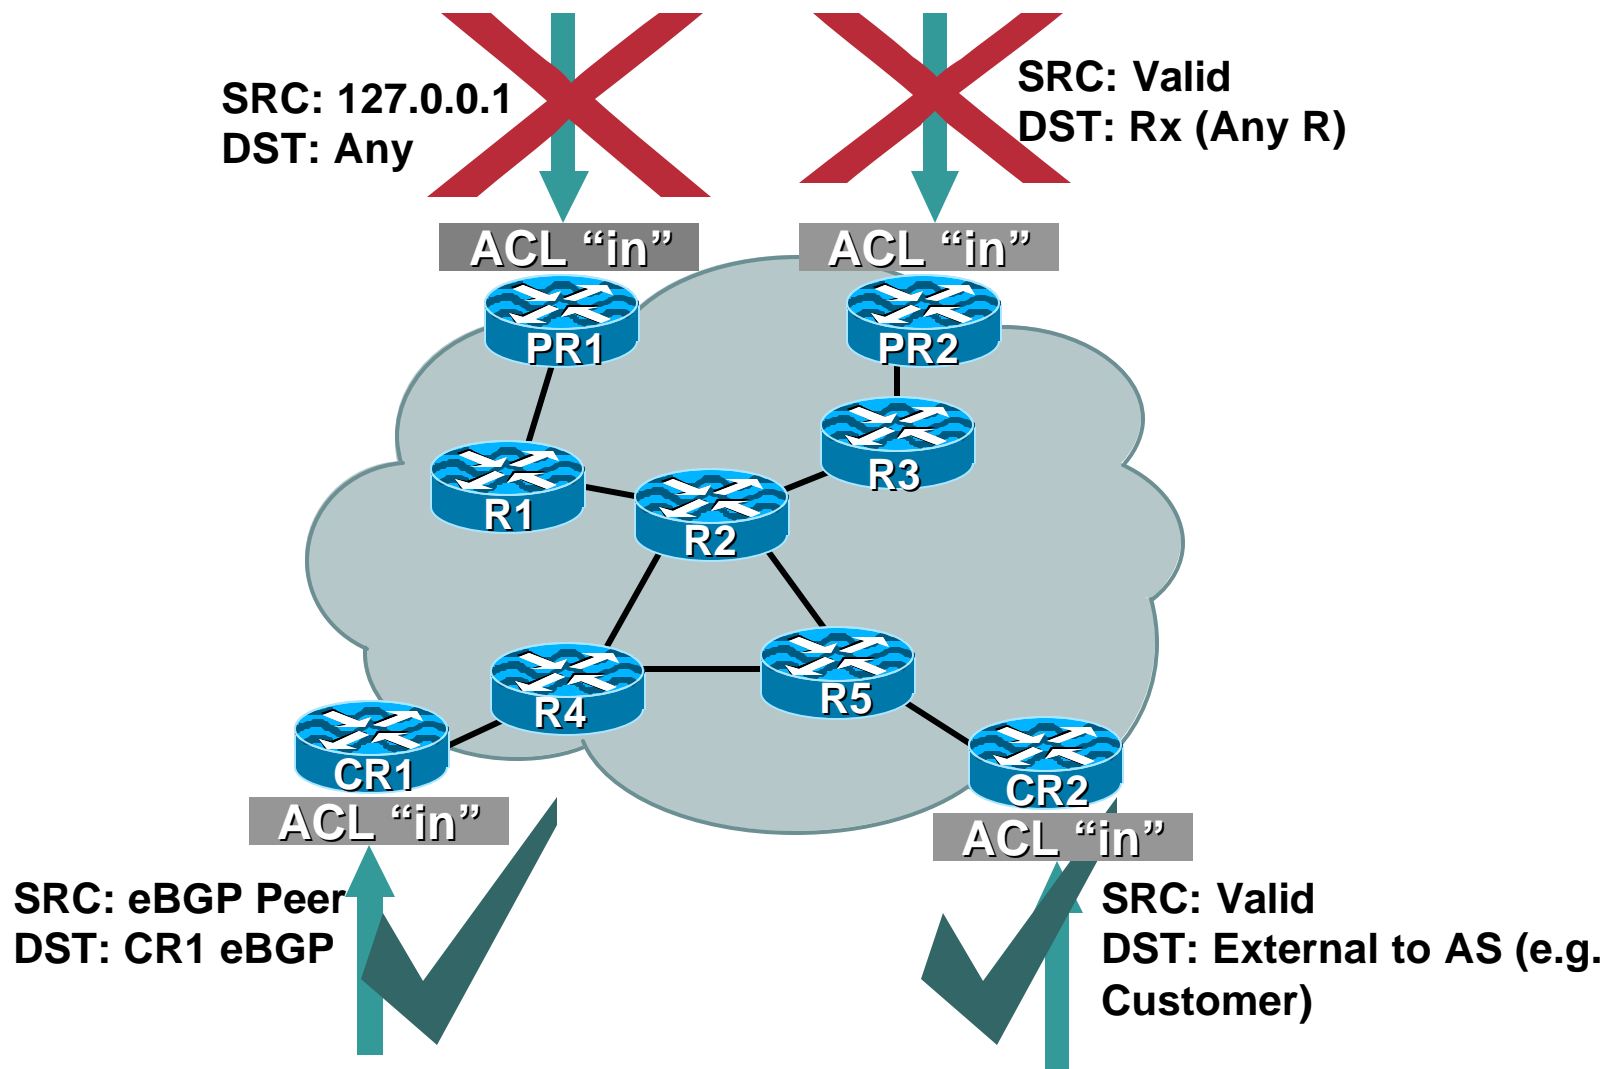 SRC: 127.0.0.1
DST: Any
SRC: Valid
DST: Rx (Any R)
ACL “in”
ACL “in”
PR1
PR2
R3
R1
R2
R4
R5
CR1
CR2
ACL “in”
ACL “in”
SRC: eBGP Peer
DST: CR1 eBGP
SRC: Valid
DST: External to AS (e.g.
Customer)